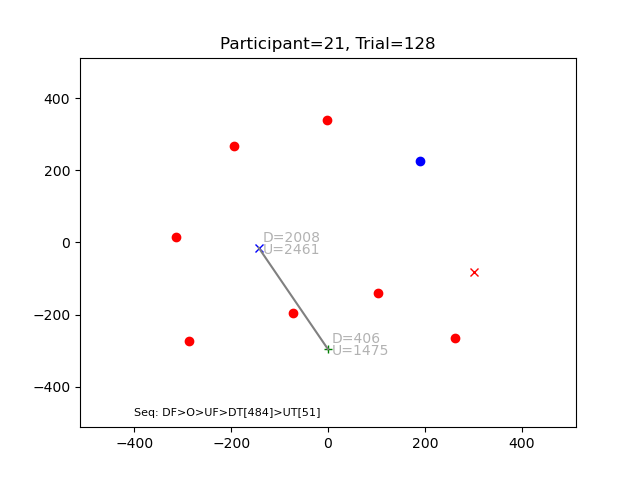 Participant=21, Trial=128
400
200
0
−200
−400
D=2008
U=2461
D=406
U=1475
Seq: DF>O>UF>DT[484]>UT[51]
−400
−200
0
200
400